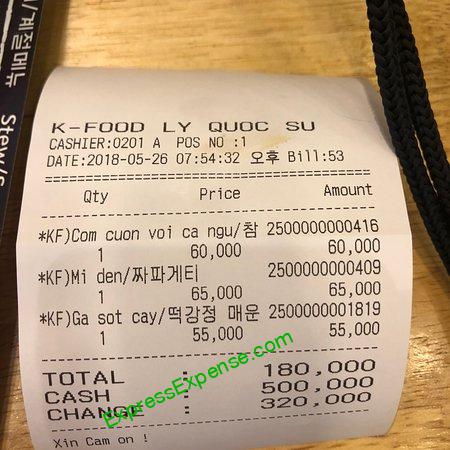 /계절메뉴
Stew/S
K-FOOD LY QUOC SU
CASHIER:0201 A POS NO :1
DATE:2018-05-26 07:54:32 오후 Bill:53
Qty Price Amount
*KF)Com cuon voi ca ngu/참 2500000000416
1 60,000 60,000
*KF)Mi den/짜파게티 2500000000409
1 65,000 65,000
*KF)Ga sot cay/떡강정 매운 2500000001819
1 55,000 55,000
TOTAL : 180,000
CASH : 500,000
CHANGE : 320,000
ExpressExpense.com
Xin Cam on !